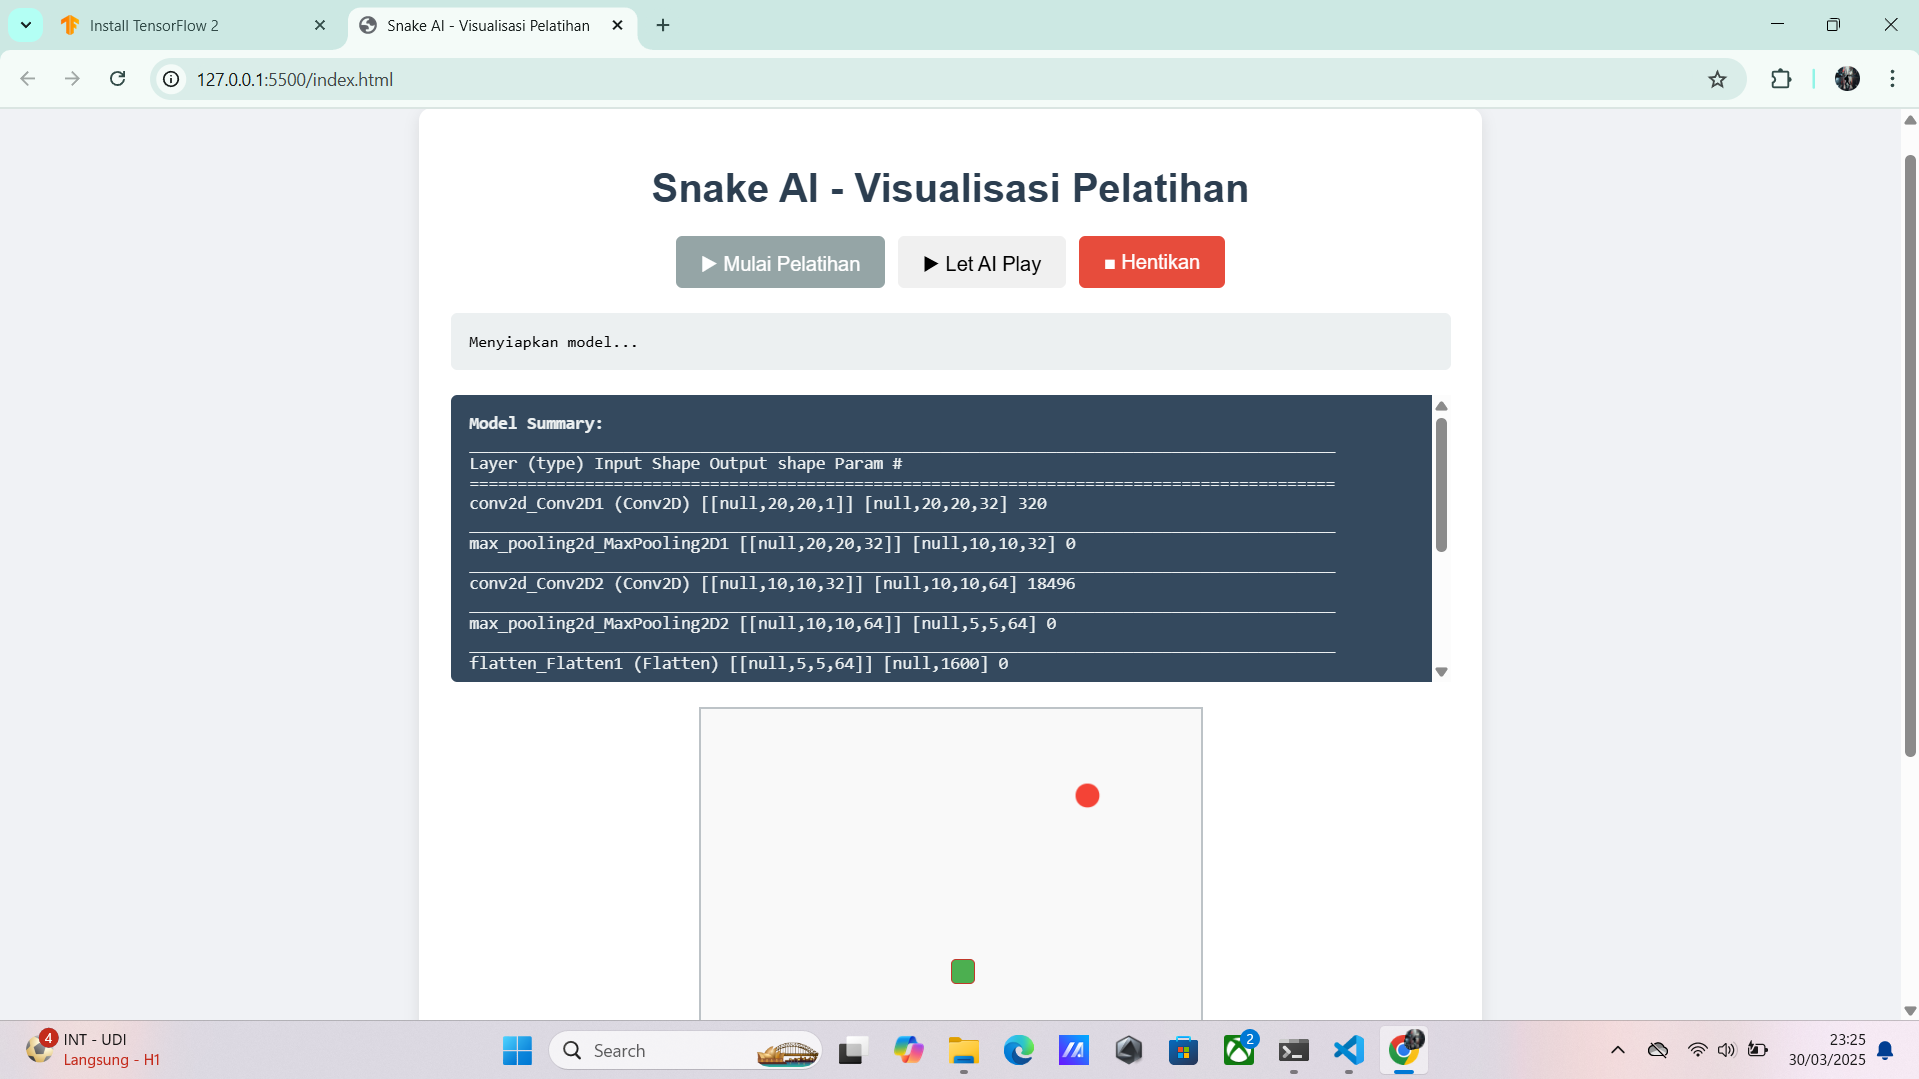 Install TensorFlow 2
Snake AI - Visualisasi Pelatihan
127.0.0.1:5500/index.html
Snake AI - Visualisasi Pelatihan
▶ Mulai Pelatihan
▶ Let AI Play
■ Hentikan
Menyiapkan model...
Model Summary:
__________________________________________________________________________________________
Layer (type) Input Shape Output shape Param #
==========================================================================================
conv2d_Conv2D1 (Conv2D) [[null,20,20,1]] [null,20,20,32] 320
__________________________________________________________________________________________
max_pooling2d_MaxPooling2D1 [[null,20,20,32]] [null,10,10,32] 0
__________________________________________________________________________________________
conv2d_Conv2D2 (Conv2D) [[null,10,10,32]] [null,10,10,64] 18496
__________________________________________________________________________________________
max_pooling2d_MaxPooling2D2 [[null,10,10,64]] [null,5,5,64] 0
__________________________________________________________________________________________
flatten_Flatten1 (Flatten) [[null,5,5,64]] [null,1600] 0
4
INT - UDI
Langsung - H1
Search
2
23:25
30/03/2025